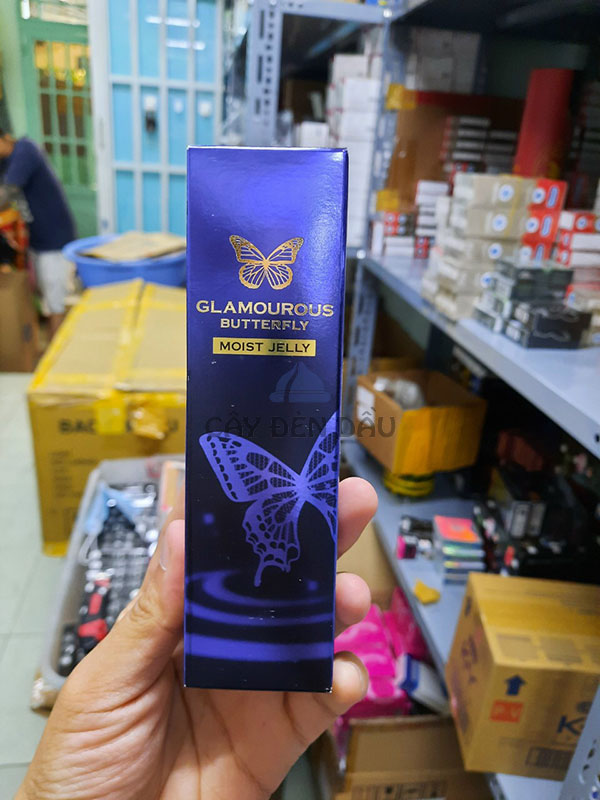 GLAMOUROUS
BUTTERFLY
MOIST JELLY
CÂY ĐÈN DẦU